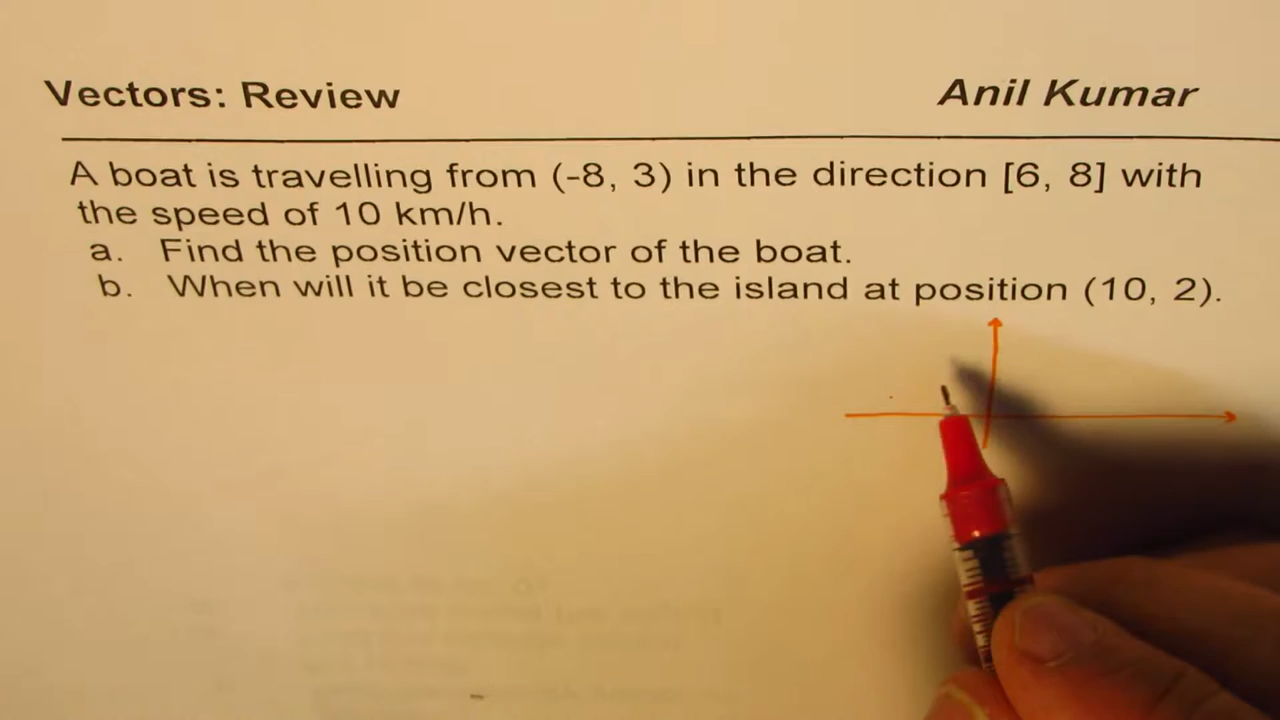 Vectors: Review
Anil Kumar
A boat is travelling from (-8, 3) in the direction [6, 8] with
the speed of 10 km/h.
a. Find the position vector of the boat.
b. When will it be closest to the island at position (10, 2).